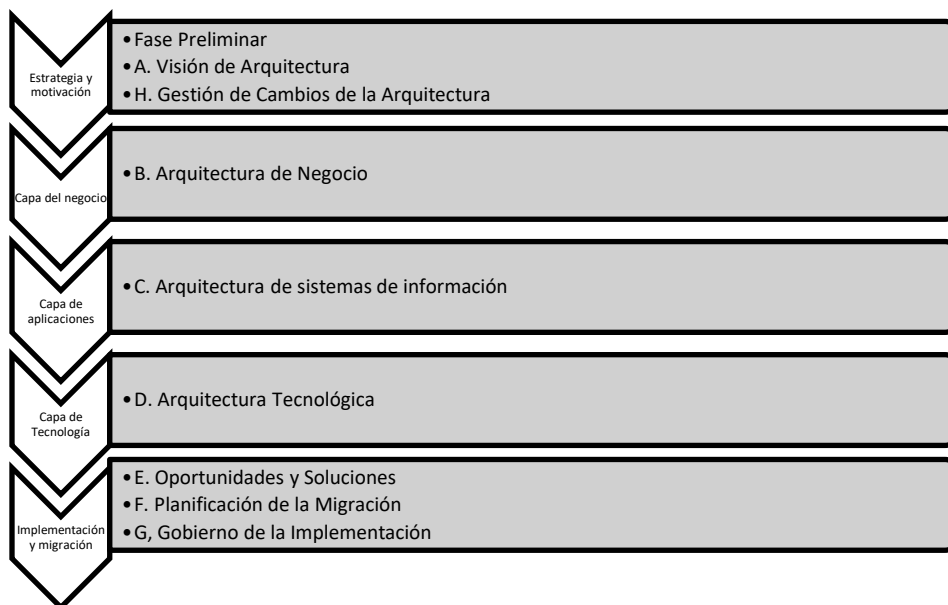 Estrategia y
motivación
•Fase Preliminar
•A. Visión de Arquitectura
•H. Gestión de Cambios de la Arquitectura
Capa del negocio
•B. Arquitectura de Negocio
Capa de
aplicaciones
•C. Arquitectura de sistemas de información
Capa de
Tecnología
•D. Arquitectura Tecnológica
Implementación
y migración
•E. Oportunidades y Soluciones
•F. Planificación de la Migración
•G, Gobierno de la Implementación